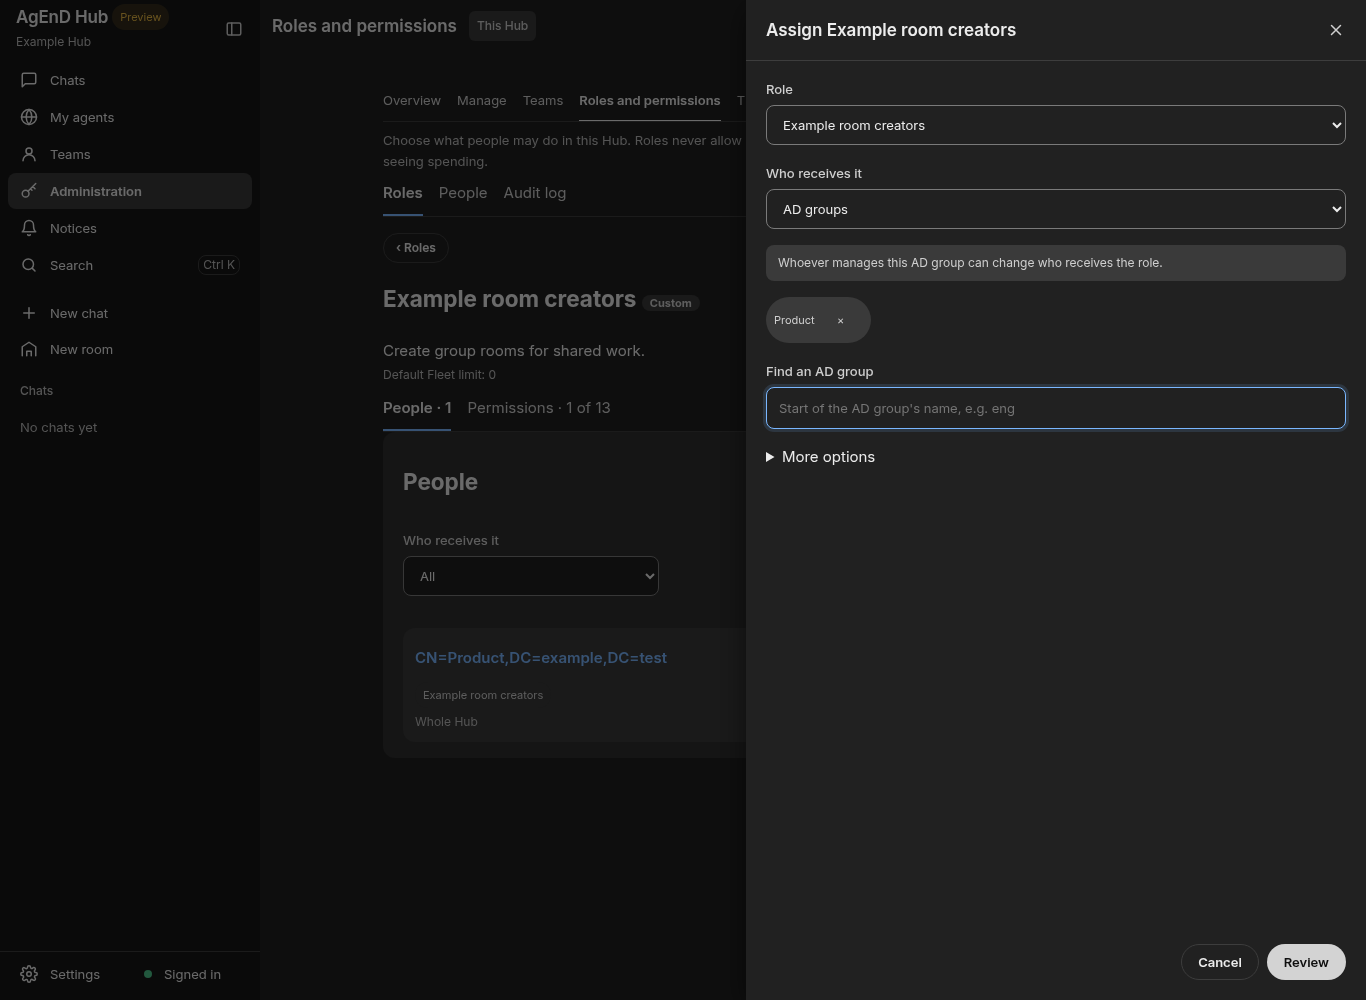 AgEnD Hub
Preview
Example Hub
Chats
My agents
Teams
Administration
Notices
Search
Ctrl K
New chat
New room
Chats
No chats yet
Settings
Signed in
Roles and permissions
This Hub
Overview
Manage
Teams
Roles and permissions
T
Choose what people may do in this Hub. Roles never allow
seeing spending.
Roles
People
Audit log
‹ Roles
Example room creators
Custom
Create group rooms for shared work.
Default Fleet limit: 0
People · 1
Permissions · 1 of 13
People
Who receives it
All
CN=Product,DC=example,DC=test
Example room creators
Whole Hub
Assign Example room creators
Role
Example room creators
Who receives it
AD groups
Whoever manages this AD group can change who receives the role.
Product ×
Find an AD group
Start of the AD group's name, e.g. eng
More options
Cancel
Review